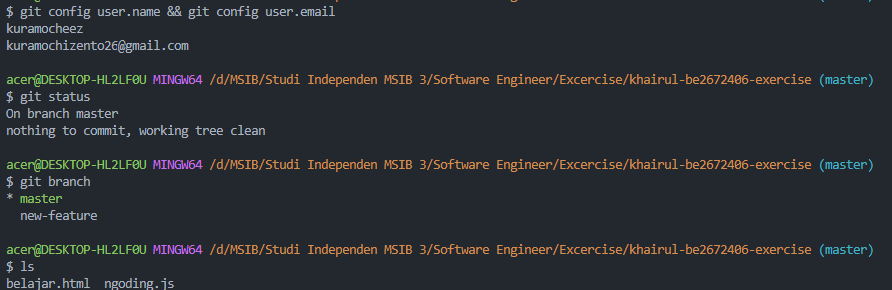 $ git config user.name && git config user.email
kuramocheez
kuramochizento26@gmail.com
acer@DESKTOP-HL2LF0U MINGW64 /d/MSIB/Studi Independen MSIB 3/Software Engineer/Excercise/khairul-be2672406-exercise (master)
$ git status
On branch master
nothing to commit, working tree clean
acer@DESKTOP-HL2LF0U MINGW64 /d/MSIB/Studi Independen MSIB 3/Software Engineer/Excercise/khairul-be2672406-exercise (master)
$ git branch
* master
  new-feature
acer@DESKTOP-HL2LF0U MINGW64 /d/MSIB/Studi Independen MSIB 3/Software Engineer/Excercise/khairul-be2672406-exercise (master)
$ ls
belajar.html  ngoding.js